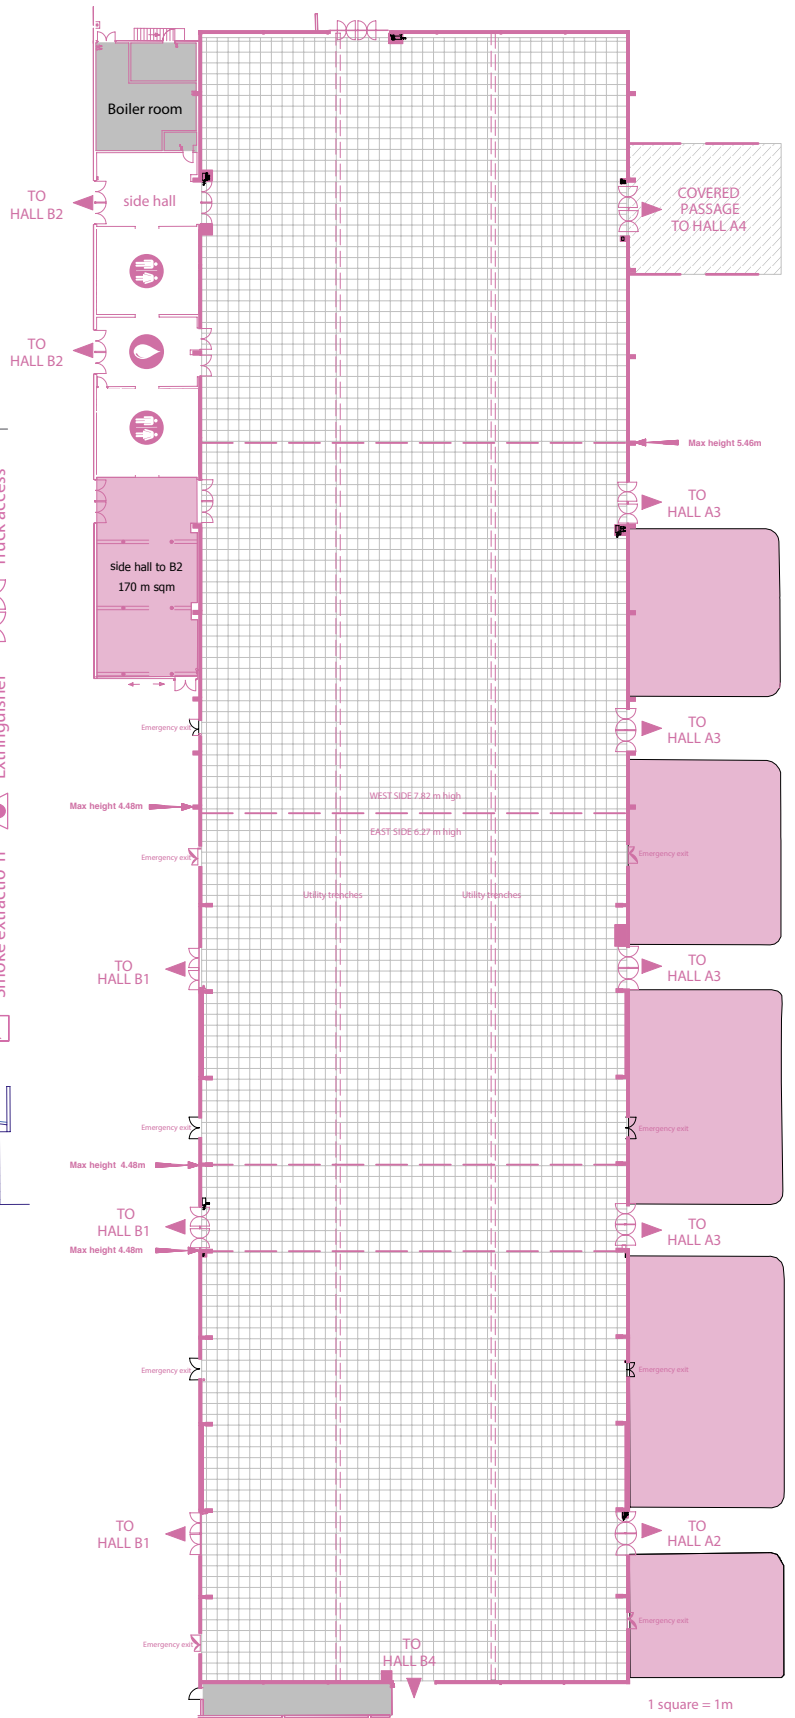 Boiler room
TO
HALL B2
side hall
COVERED
PASSAGE
TO HALL A4
TO
HALL B2
Max height 5.46m
TO
HALL A3
side hall to B2
170 m sqm
Emergency exit
TO
HALL A3
WEST SIDE 7.82 m high
Max height 4.48m
EAST SIDE 6.27 m high
Emergency exit
Emergency exit
Utility trenches
Utility trenches
TO
HALL B1
TO
HALL A3
Emergency exit
Emergency exit
Max height 4.48m
TO
HALL B1
TO
HALL A3
Max height 4.48m
Emergency exit
Emergency exit
TO
HALL B1
TO
HALL A2
Emergency exit
Emergency exit
TO
HALL B4
1 square = 1m
Truck access
Extringuisher
Smoke extractio n